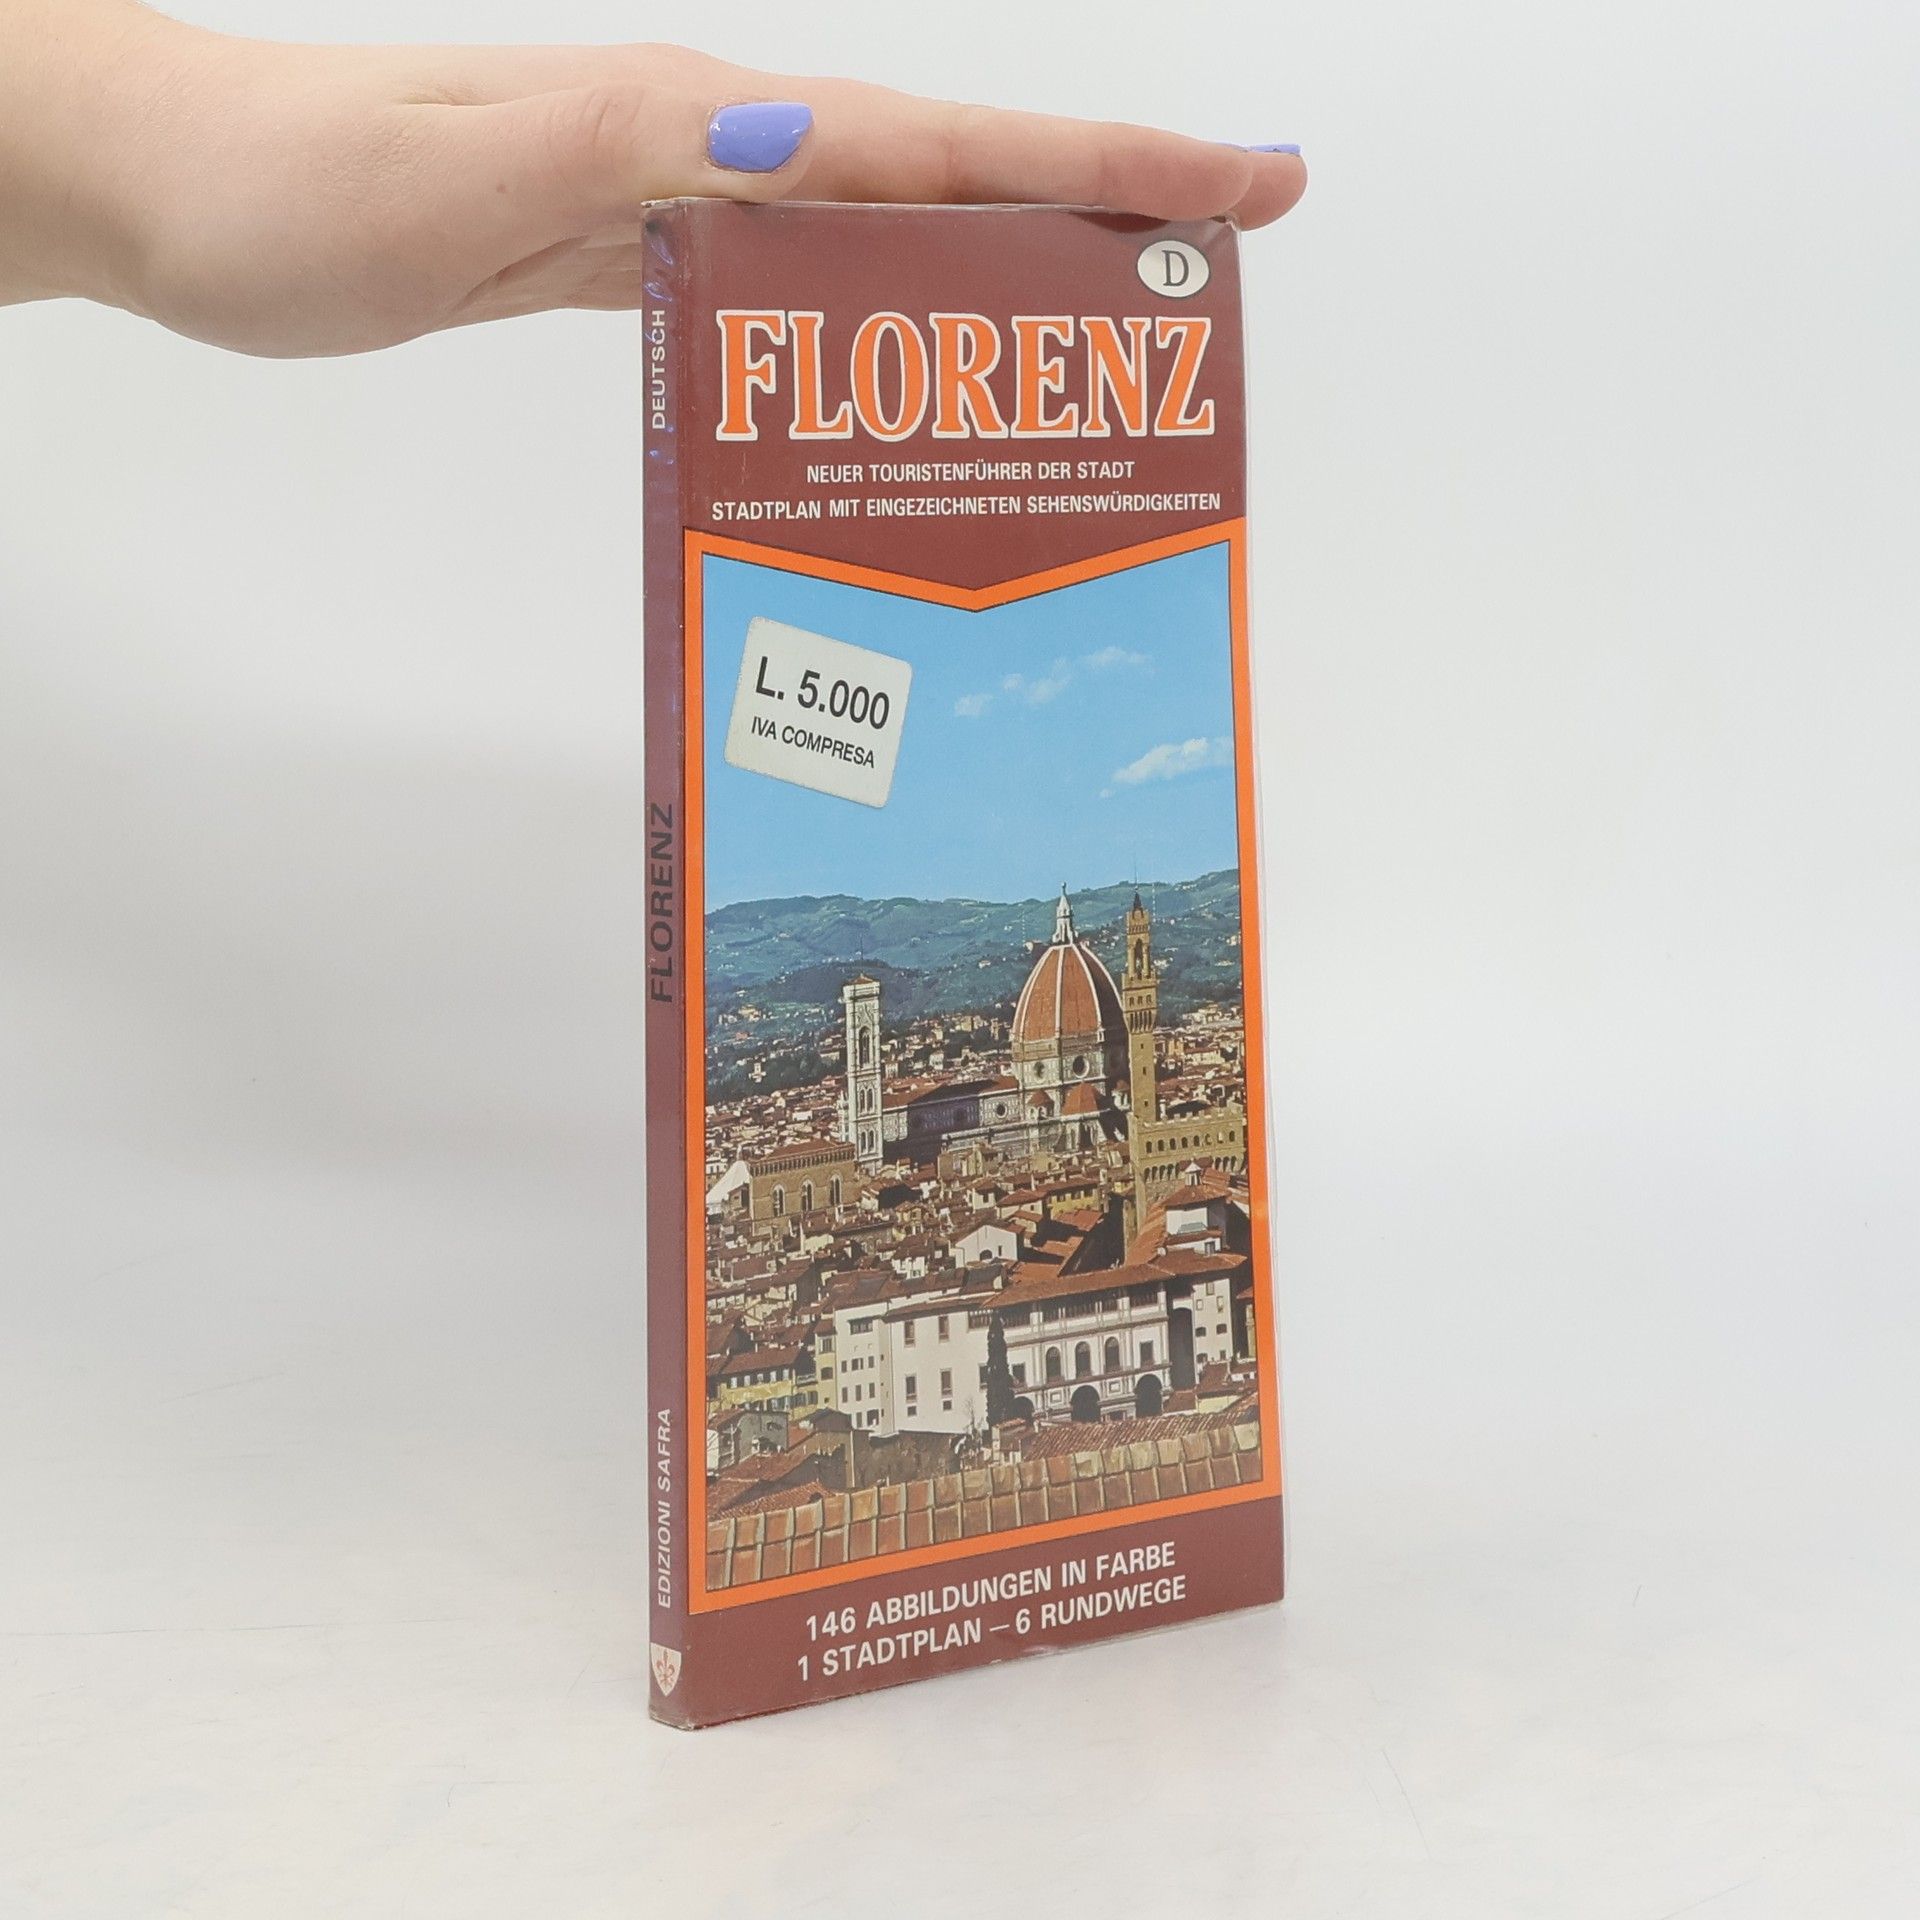 D
FLORENZ
NEUER TOURISTENFÜHRER DER STADT
STADTPLAN MIT EINGEZEICHNETEN SEHENSWÜRDIGKEITEN
L. 5.000
IVA COMPRESA
146 ABBILDUNGEN IN FARBE
1 STADTPLAN – 6 RUNDWEGE
DEUTSCH
FLORENZ
EDIZIONI SAFRA